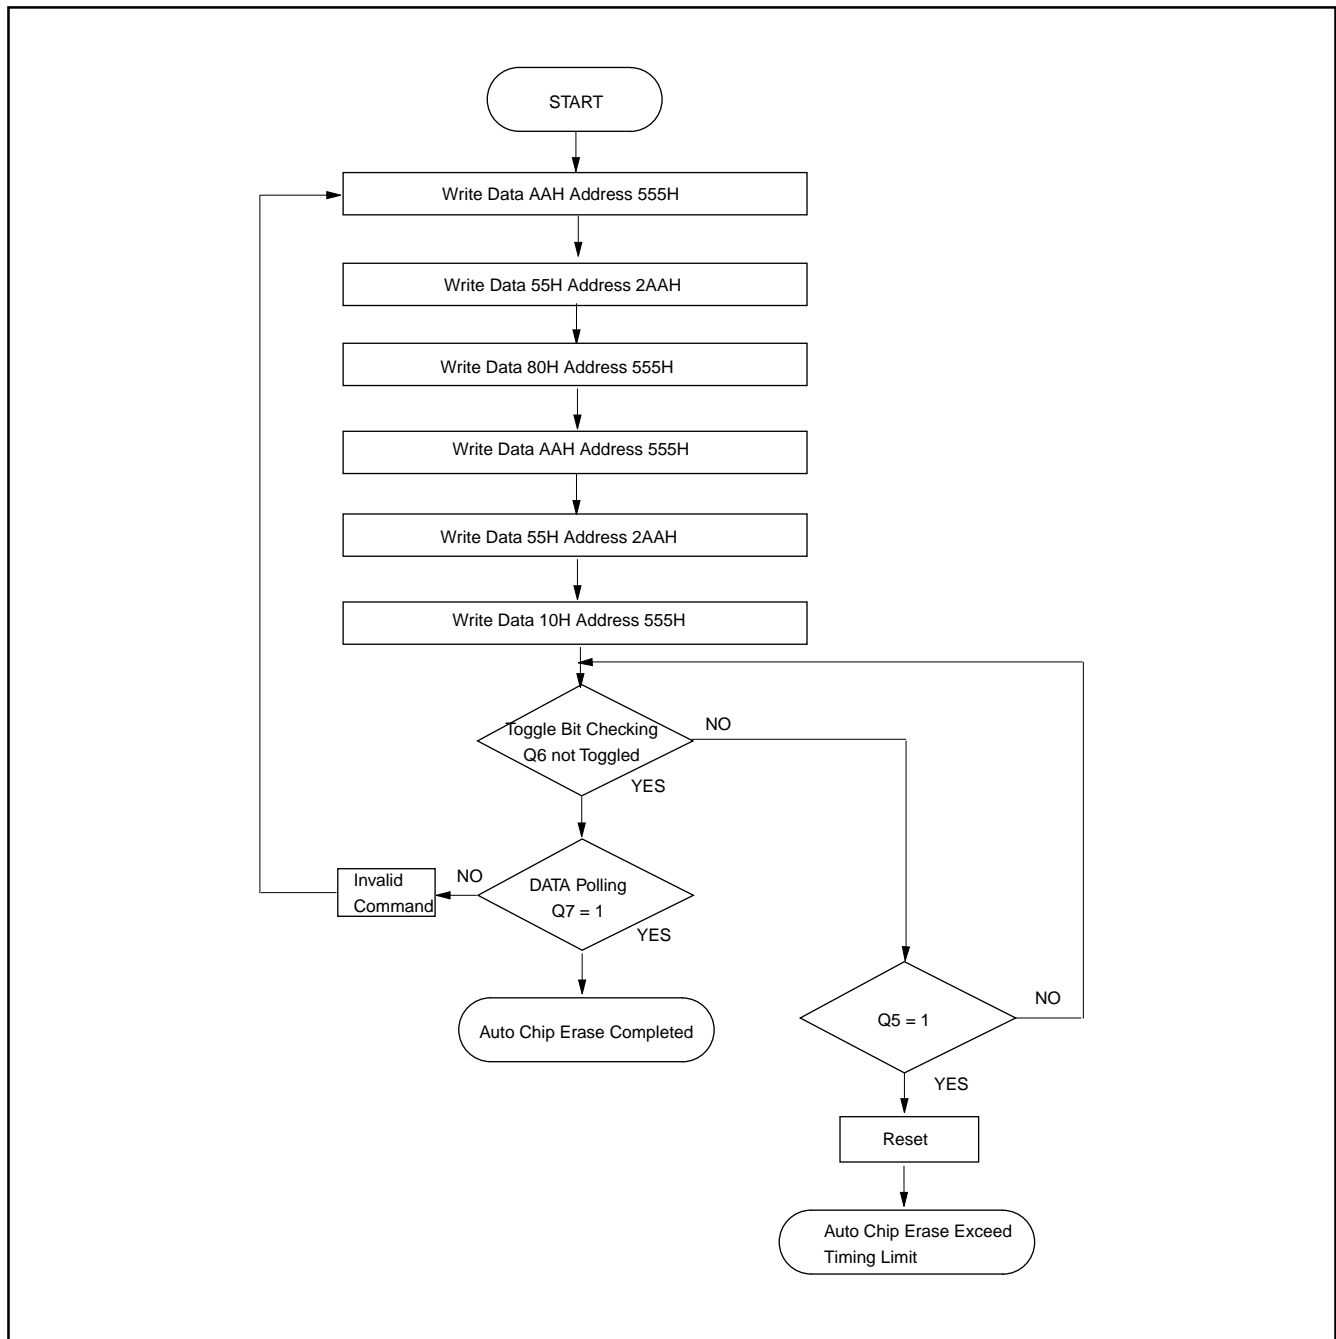 START
Write Data AAH Address 555H
Write Data 55H Address 2AAH
Write Data 80H Address 555H
Write Data AAH Address 555H
Write Data 55H Address 2AAH
Write Data 10H Address 555H
Toggle Bit Checking
Q6 not Toggled
NO
YES
Invalid
Command
NO
DATA Polling
Q7 = 1
YES
Auto Chip Erase Completed
Q5 = 1
NO
YES
Reset
Auto Chip Erase Exceed
Timing Limit